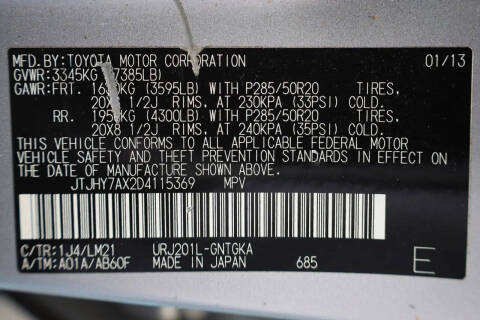 MFD.BY:TOYOTA MOTOR CORPORATION 01/13
GVWR:3345KG (7385LB)
GAWR:FRT. KG (3595LB) WITH P285/50R20 TIRES,
20X8 1/2J RIMS, AT 230KPA (33PSI) COLD.
RR. 1950KG (4300LB) WITH P285/50R20 TIRES,
20X8 1/2J RIMS, AT 240KPA (35PSI) COLD.
THIS VEHICLE CONFORMS TO ALL APPLICABLE FEDERAL MOTOR
VEHICLE SAFETY AND THEFT PREVENTION STANDARDS IN EFFECT ON
THE DATE OF MANUFACTURE SHOWN ABOVE.
JTJHY7AX2D4115369 MPV
C/TR:1J4/LM21 URJ201L-GNTGKA
A/TM:A01A/AB60F MADE IN JAPAN 685 E